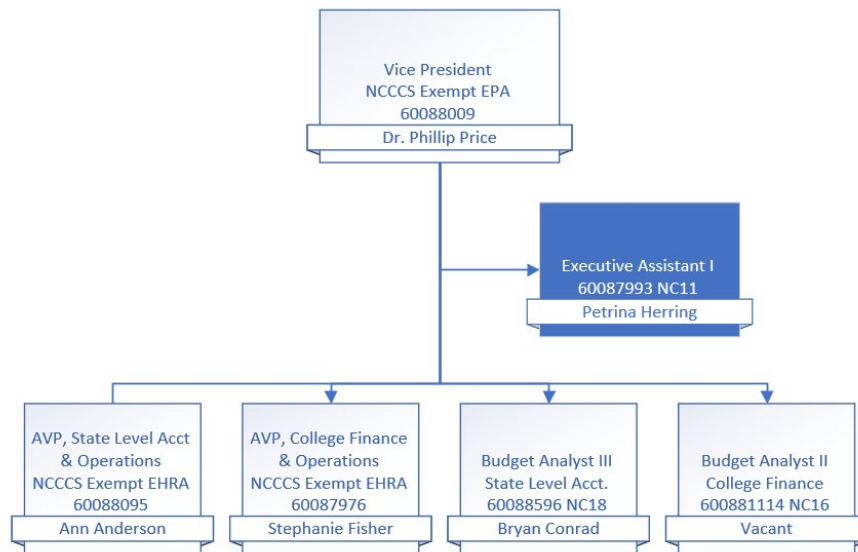 Vice President
NCCCS Exempt EPA
60088009
Dr. Phillip Price
Executive Assistant I
60087993 NC11
Petrina Herring
AVP, State Level Acct
& Operations
NCCCS Exempt EHRA
60088095
Ann Anderson
AVP, College Finance
& Operations
NCCCS Exempt EHRA
60087976
Stephanie Fisher
Budget Analyst III
State Level Acct.
60088596 NC18
Bryan Conrad
Budget Analyst II
College Finance
600881114 NC16
Vacant